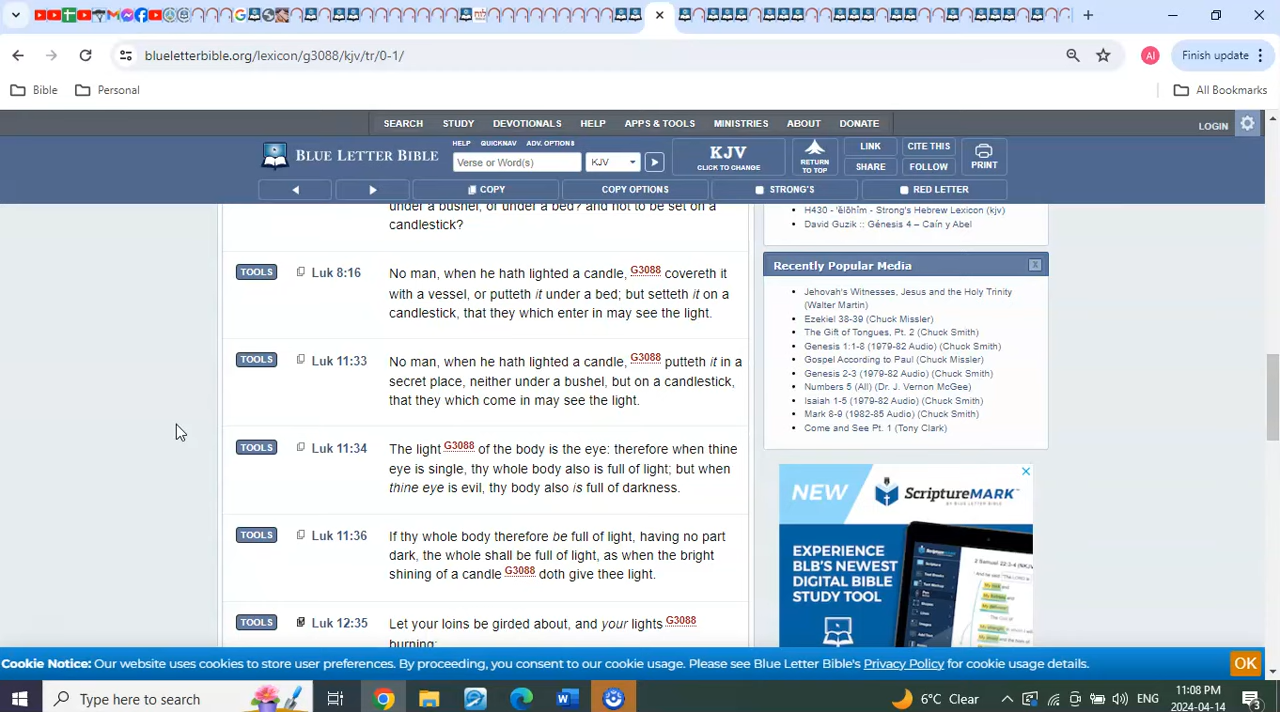 Finish update
blueletterbible.org/lexicon/g3088/kjv/tr/0-1/
Bible
Personal
All Bookmarks
SEARCH STUDY DEVOTIONALS HELP APPS & TOOLS MINISTRIES ABOUT DONATE
LOGIN
BLUE LETTER BIBLE
HELP QUICKNAV ADV. OPTIONS
Verse or Word(s)
KJV
KJV
CLICK TO CHANGE
RETURN
TO TOP
LINK
SHARE
CITE THIS
FOLLOW
PRINT
COPY
COPY OPTIONS
STRONG'S
RED LETTER
under a bushel, or under a bed? and not to be set on a
candlestick?
TOOLS Luk 8:16 No man, when he hath lighted a candle, G3088 covereth it
with a vessel, or putteth it under a bed; but setteth it on a
candlestick, that they which enter in may see the light.
TOOLS Luk 11:33 No man, when he hath lighted a candle, G3088 putteth it in a
secret place, neither under a bushel, but on a candlestick,
that they which come in may see the light.
TOOLS Luk 11:34 The light G3088 of the body is the eye: therefore when thine
eye is single, thy whole body also is full of light; but when
thine eye is evil, thy body also is full of darkness.
TOOLS Luk 11:36 If thy whole body therefore be full of light, having no part
dark, the whole shall be full of light, as when the bright
shining of a candle G3088 doth give thee light.
TOOLS Luk 12:35 Let your loins be girded about, and your lights G3088
burning;
H430 - 'ĕlōhîm - Strong's Hebrew Lexicon (kjv)
David Guzik :: Génesis 4 – Caín y Abel
Recently Popular Media
Jehovah's Witnesses, Jesus and the Holy Trinity
(Walter Martin)
Ezekiel 38-39 (Chuck Missler)
The Gift of Tongues, Pt. 2 (Chuck Smith)
Genesis 1:1-8 (1979-82 Audio) (Chuck Smith)
Gospel According to Paul (Chuck Missler)
Genesis 2-3 (1979-82 Audio) (Chuck Smith)
Numbers 5 (All) (Dr. J. Vernon McGee)
Isaiah 1-5 (1979-82 Audio) (Chuck Smith)
Mark 8-9 (1982-85 Audio) (Chuck Smith)
Come and See Pt. 1 (Tony Clark)
NEW
SCRIPTUREMARK™
BY BLUE LETTER BIBLE
EXPERIENCE
BLB'S NEWEST
DIGITAL BIBLE
STUDY TOOL
Cookie Notice: Our website uses cookies to store user preferences. By proceeding, you consent to our cookie usage. Please see Blue Letter Bible's Privacy Policy for cookie usage details.
OK
Type here to search
6°C Clear
ENG
11:08 PM
2024-04-14
3